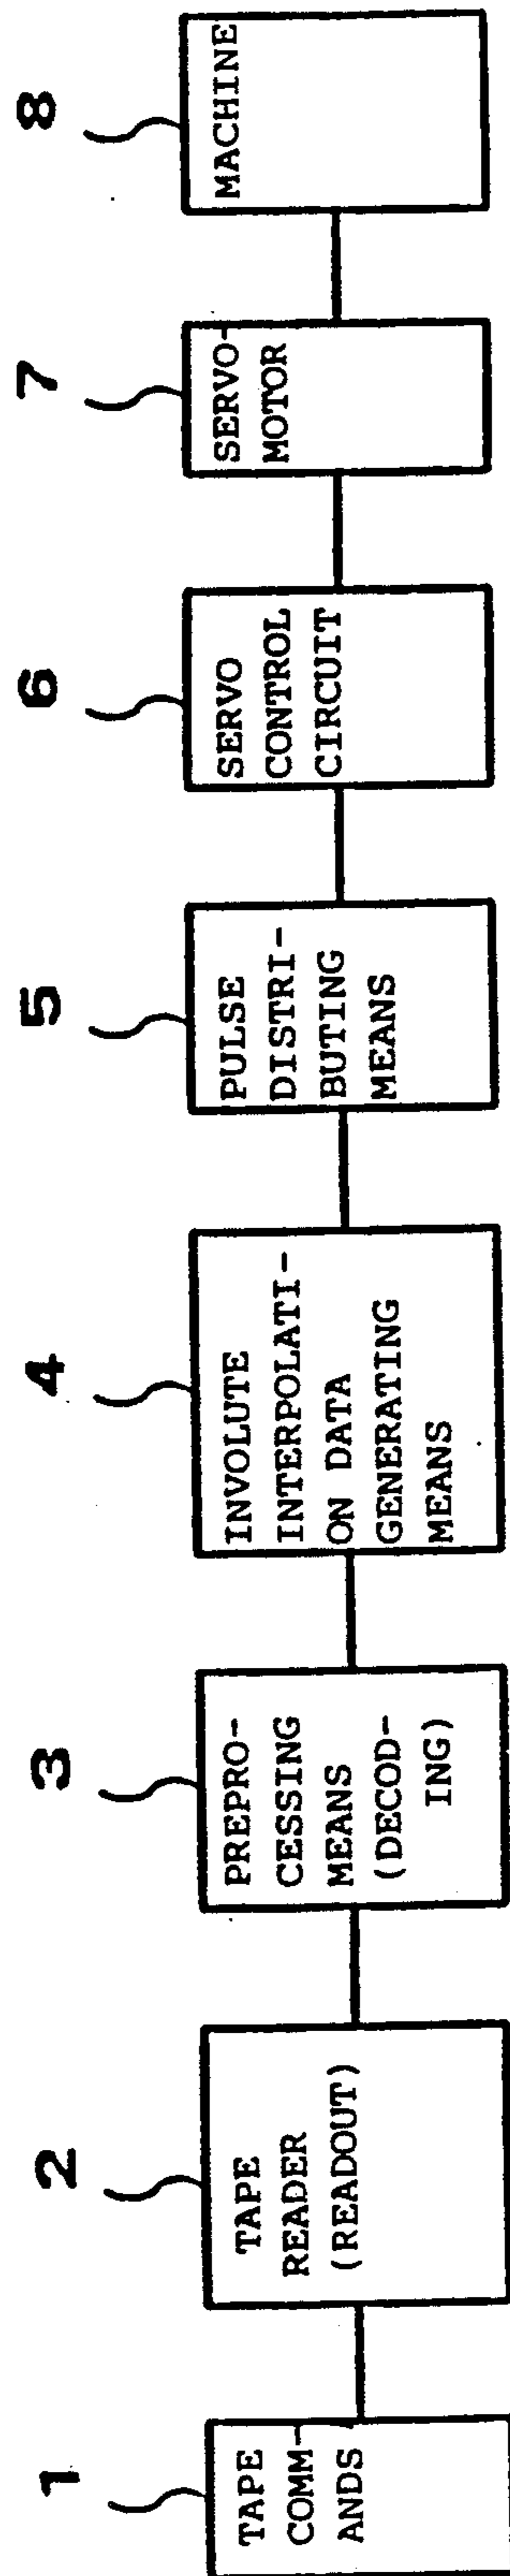 1
TAPE
COMM-
ANDS
2
TAPE
READER
(READOUT)
3
PREPRO-
CESSING
MEANS
(DECOD-
ING)
4
INVOLUTE
INTERPOLATI-
ON DATA
GENERATING
MEANS
5
PULSE
DISTRI-
BUTING
MEANS
6
SERVO
CONTROL
CIRCUIT
7
SERVO-
MOTOR
8
MACHINE